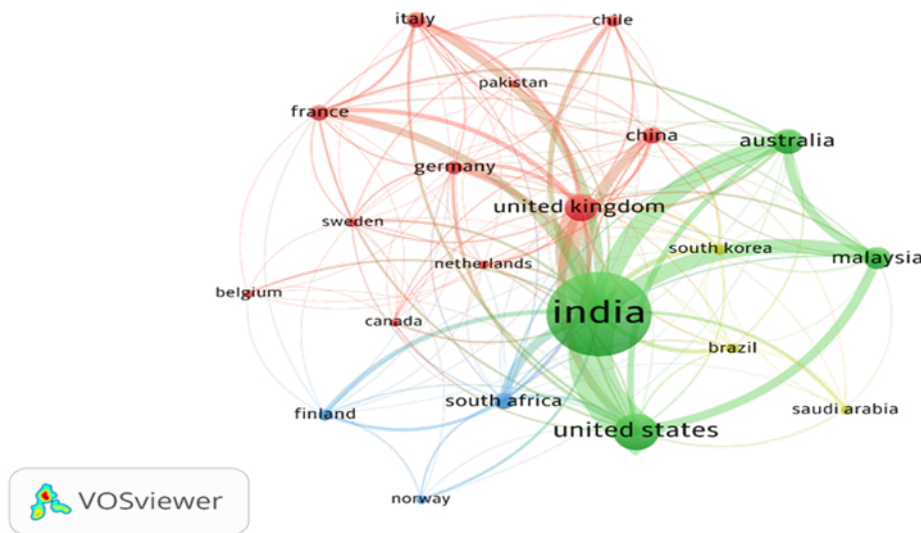 italy
chile
pakistan
france
china
australia
germany
united kingdom
sweden
south korea
netherlands
malaysia
belgium
india
canada
brazil
south africa
finland
saudi arabia
united states
VOSviewer
norway